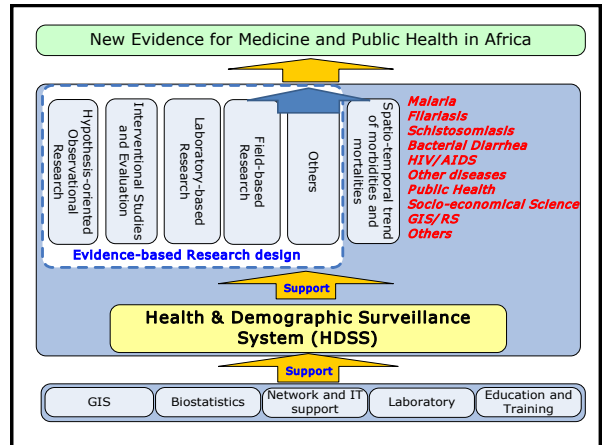 New Evidence for Medicine and Public Health in Africa
Hypothesis-oriented
Observational
Research
Interventional Studies
and Evaluation
Laboratory-based
Research
Field-based
Research
Others
Spatio-temporal trend
of morbidities and
mortalities
Malaria
Filariasis
Schistosomiasis
Bacterial Diarrhea
HIV/AIDS
Other diseases
Public Health
Socio-economical Science
GIS/RS
Others
Evidence-based Research design
Support
Health & Demographic Surveillance
System (HDSS)
Support
GIS
Biostatistics
Network and IT
support
Laboratory
Education and
Training